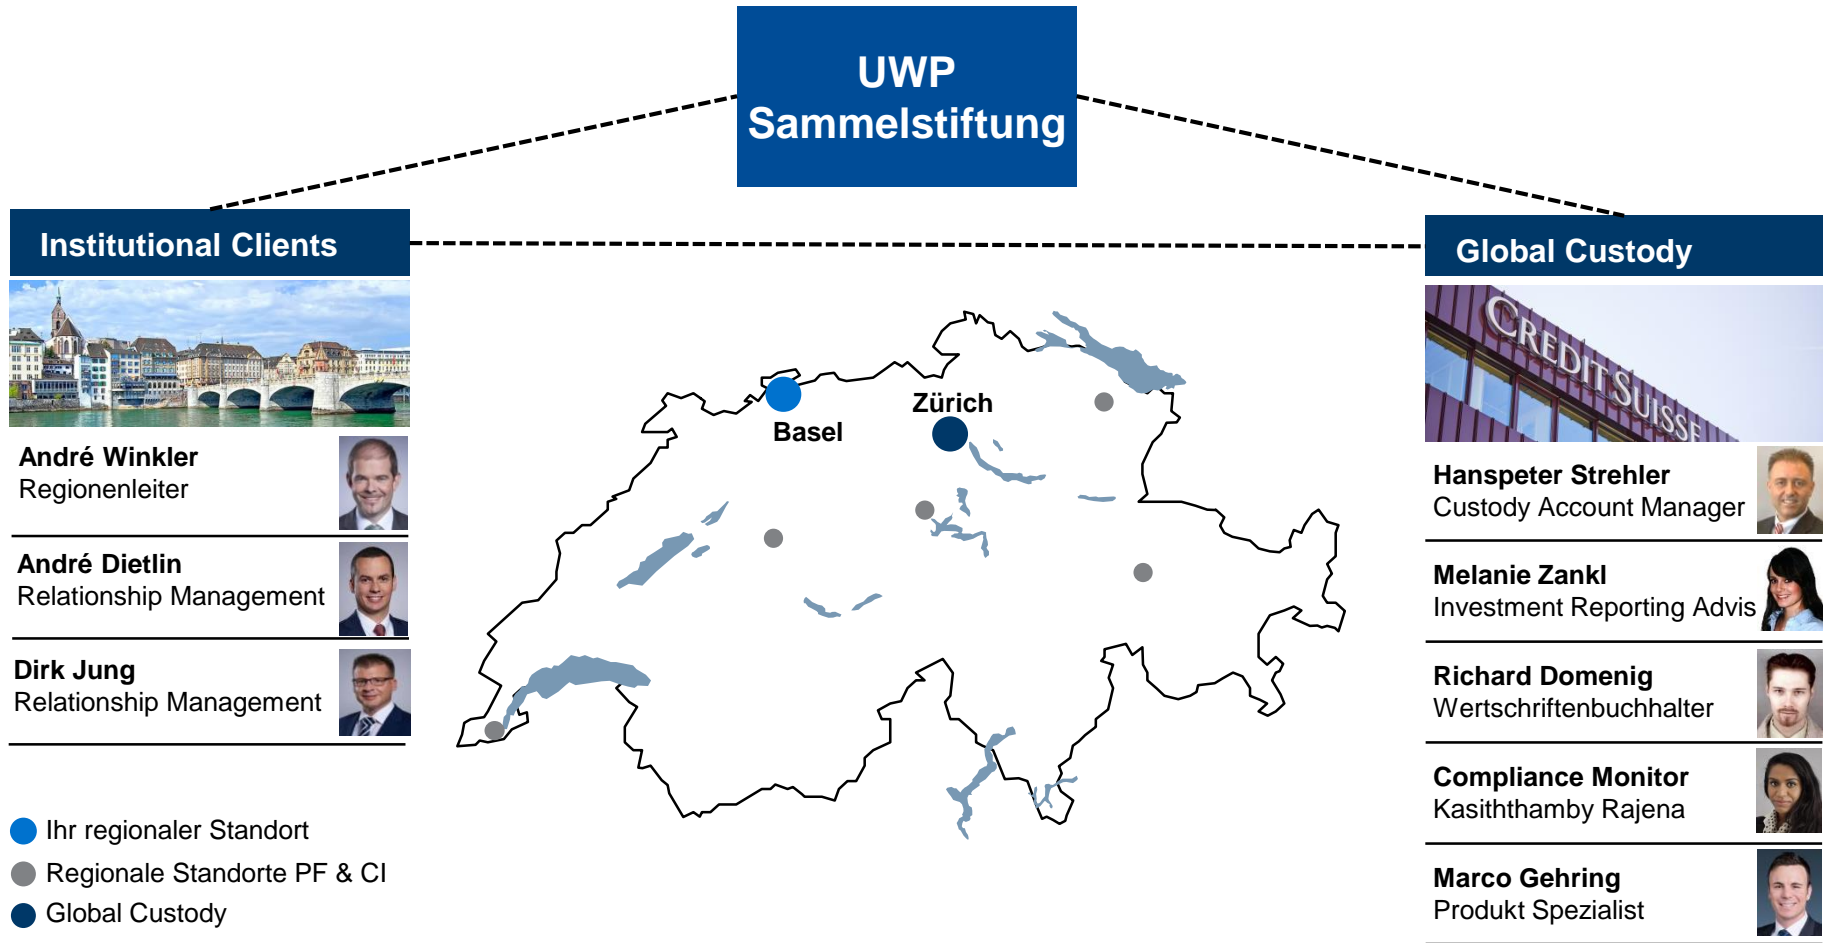 UWP
Sammelstiftung
Institutional Clients
Global Custody
CREDIT SUISSE
Zürich
Basel
André Winkler
Regionenleiter
André Dietlin
Relationship Management
Dirk Jung
Relationship Management
Hanspeter Strehler
Custody Account Manager
Melanie Zankl
Investment Reporting Advis
Richard Domenig
Wertschriftenbuchhalter
Compliance Monitor
Kasiththamby Rajena
Marco Gehring
Produkt Spezialist
Ihr regionaler Standort
Regionale Standorte PF & CI
Global Custody